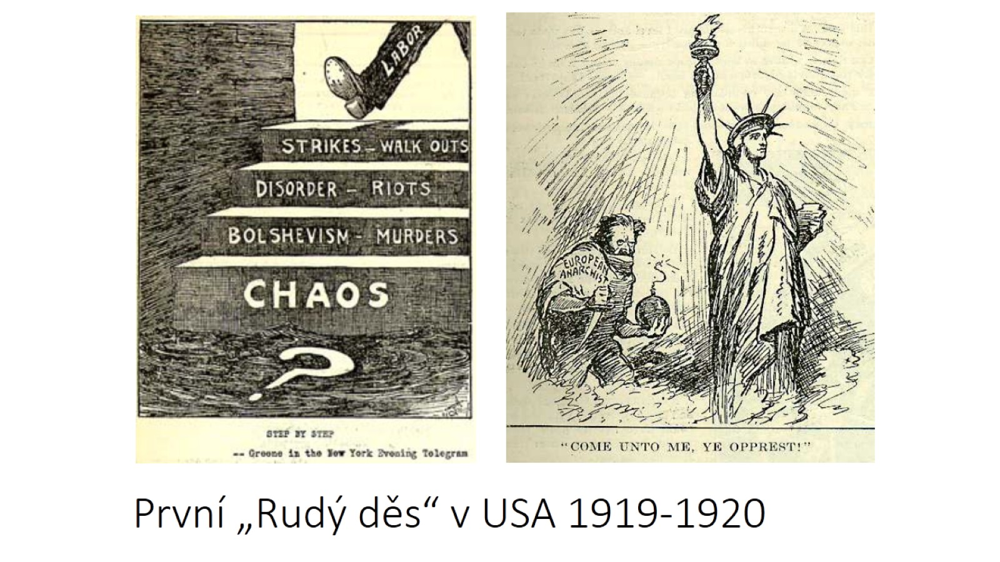 LABOR
STRIKES - WALK OUTS
DISORDER - RIOTS
BOLSHEVISM - MURDERS
CHAOS
?
STEP BY STEP
-- Greene in the New York Evening Telegram
EUROPEAN
ANARCHIST
"COME UNTO ME, YE OPPREST!"
První „Rudý děs“ v USA 1919-1920